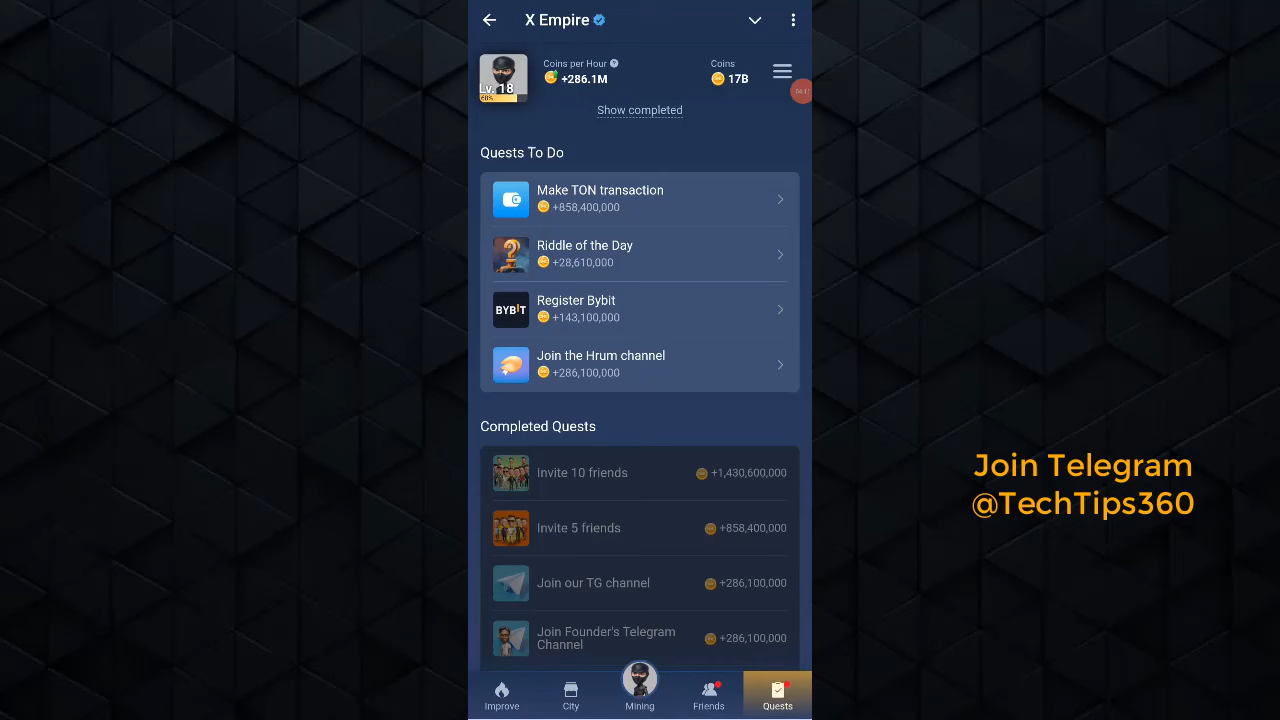 X Empire
Coins per Hour
+286.1M
Coins
17B
Lv. 18
68%
04:11
Show completed
Quests To Do
Make TON transaction
+858,400,000
Riddle of the Day
+28,610,000
BYBIT
Register Bybit
+143,100,000
Join the Hrum channel
+286,100,000
Completed Quests
Invite 10 friends
+1,430,600,000
Invite 5 friends
+858,400,000
Join our TG channel
+286,100,000
Join Founder's Telegram
Channel
+286,100,000
Improve
City
Mining
Friends
Quests
Join Telegram
@TechTips360